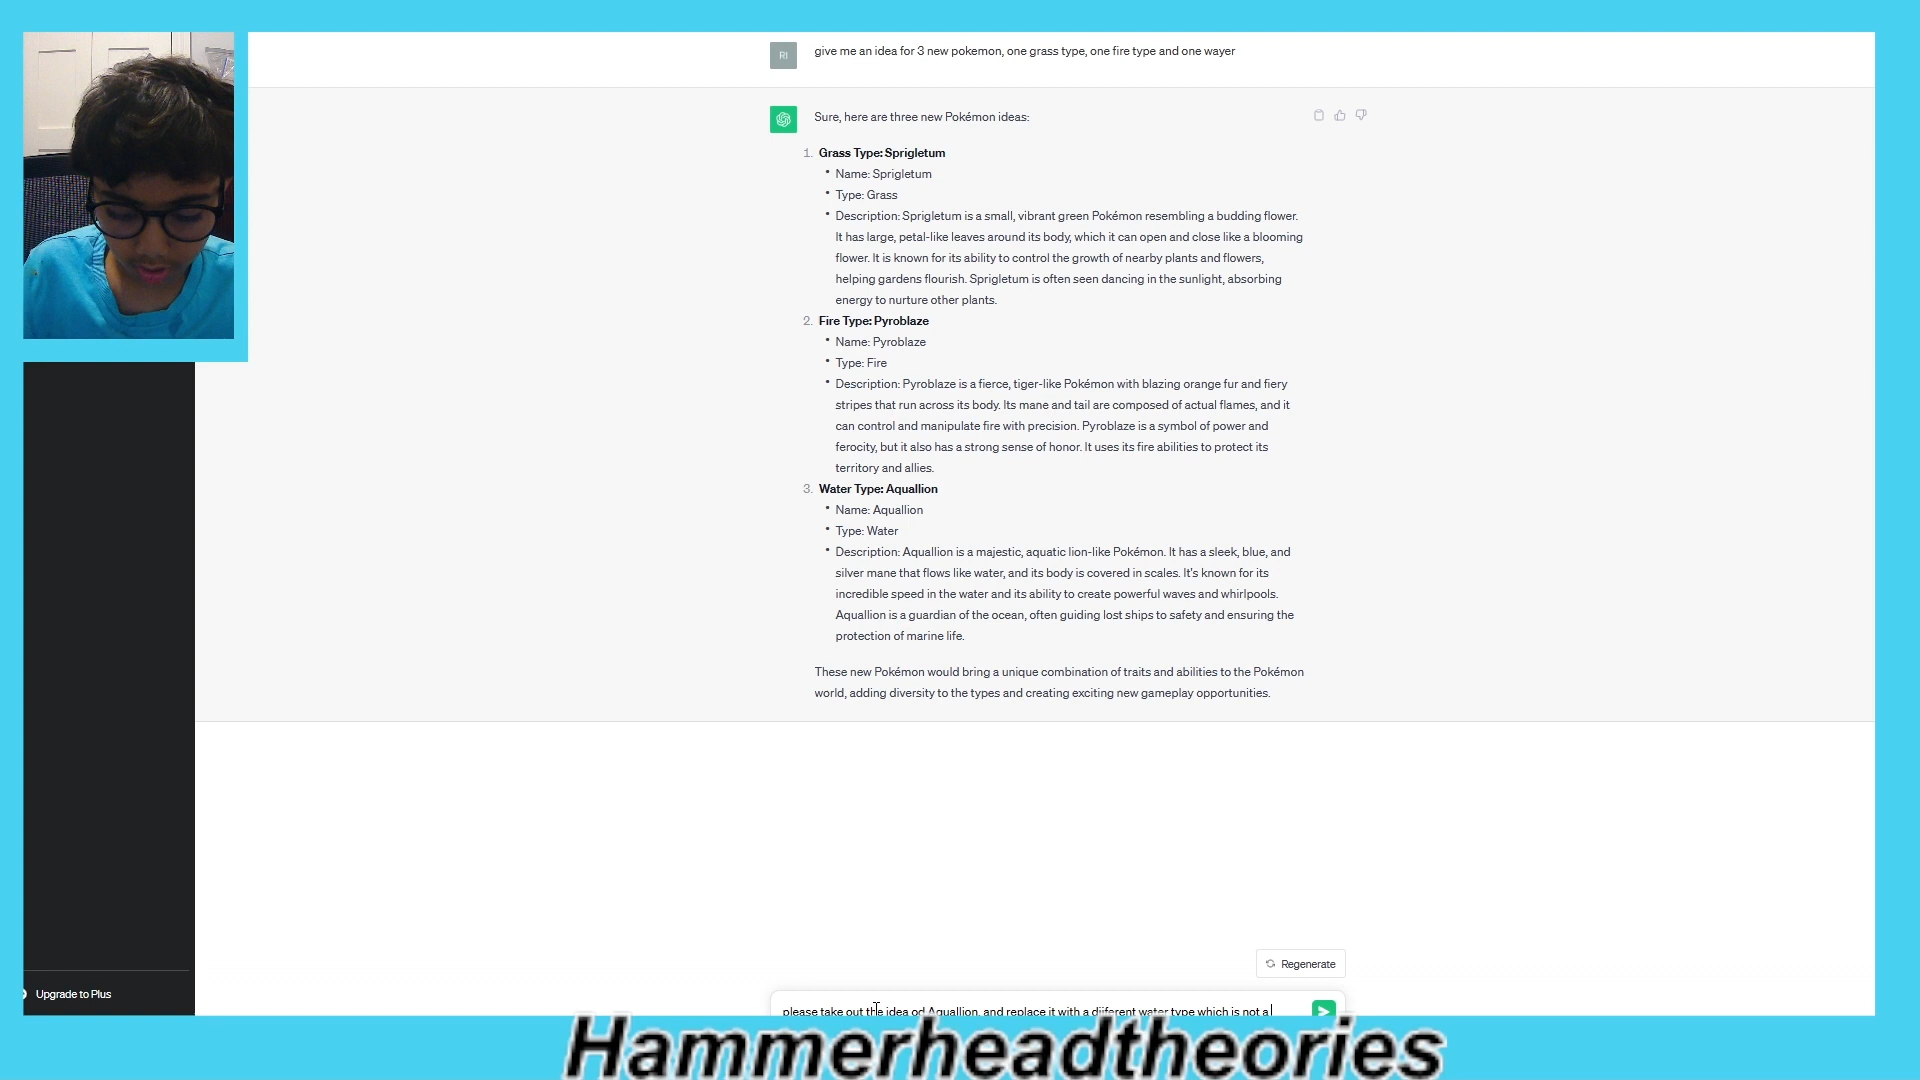 RI
give me an idea for 3 new pokemon, one grass type, one fire type and one wayer
Sure, here are three new Pokémon ideas:
1. Grass Type: Sprigletum
• Name: Sprigletum
• Type: Grass
• Description: Sprigletum is a small, vibrant green Pokémon resembling a budding flower.
It has large, petal-like leaves around its body, which it can open and close like a blooming
flower. It is known for its ability to control the growth of nearby plants and flowers,
helping gardens flourish. Sprigletum is often seen dancing in the sunlight, absorbing
energy to nurture other plants.
2. Fire Type: Pyroblaze
• Name: Pyroblaze
• Type: Fire
• Description: Pyroblaze is a fierce, tiger-like Pokémon with blazing orange fur and fiery
stripes that run across its body. Its mane and tail are composed of actual flames, and it
can control and manipulate fire with precision. Pyroblaze is a symbol of power and
ferocity, but it also has a strong sense of honor. It uses its fire abilities to protect its
territory and allies.
3. Water Type: Aquallion
• Name: Aquallion
• Type: Water
• Description: Aquallion is a majestic, aquatic lion-like Pokémon. It has a sleek, blue, and
silver mane that flows like water, and its body is covered in scales. It's known for its
incredible speed in the water and its ability to create powerful waves and whirlpools.
Aquallion is a guardian of the ocean, often guiding lost ships to safety and ensuring the
protection of marine life.
These new Pokémon would bring a unique combination of traits and abilities to the Pokémon
world, adding diversity to the types and creating exciting new gameplay opportunities.
Regenerate
Upgrade to Plus
please take out the idea od Aquallion, and replace it with a diiferent water type which is not a
Hammerheadtheories